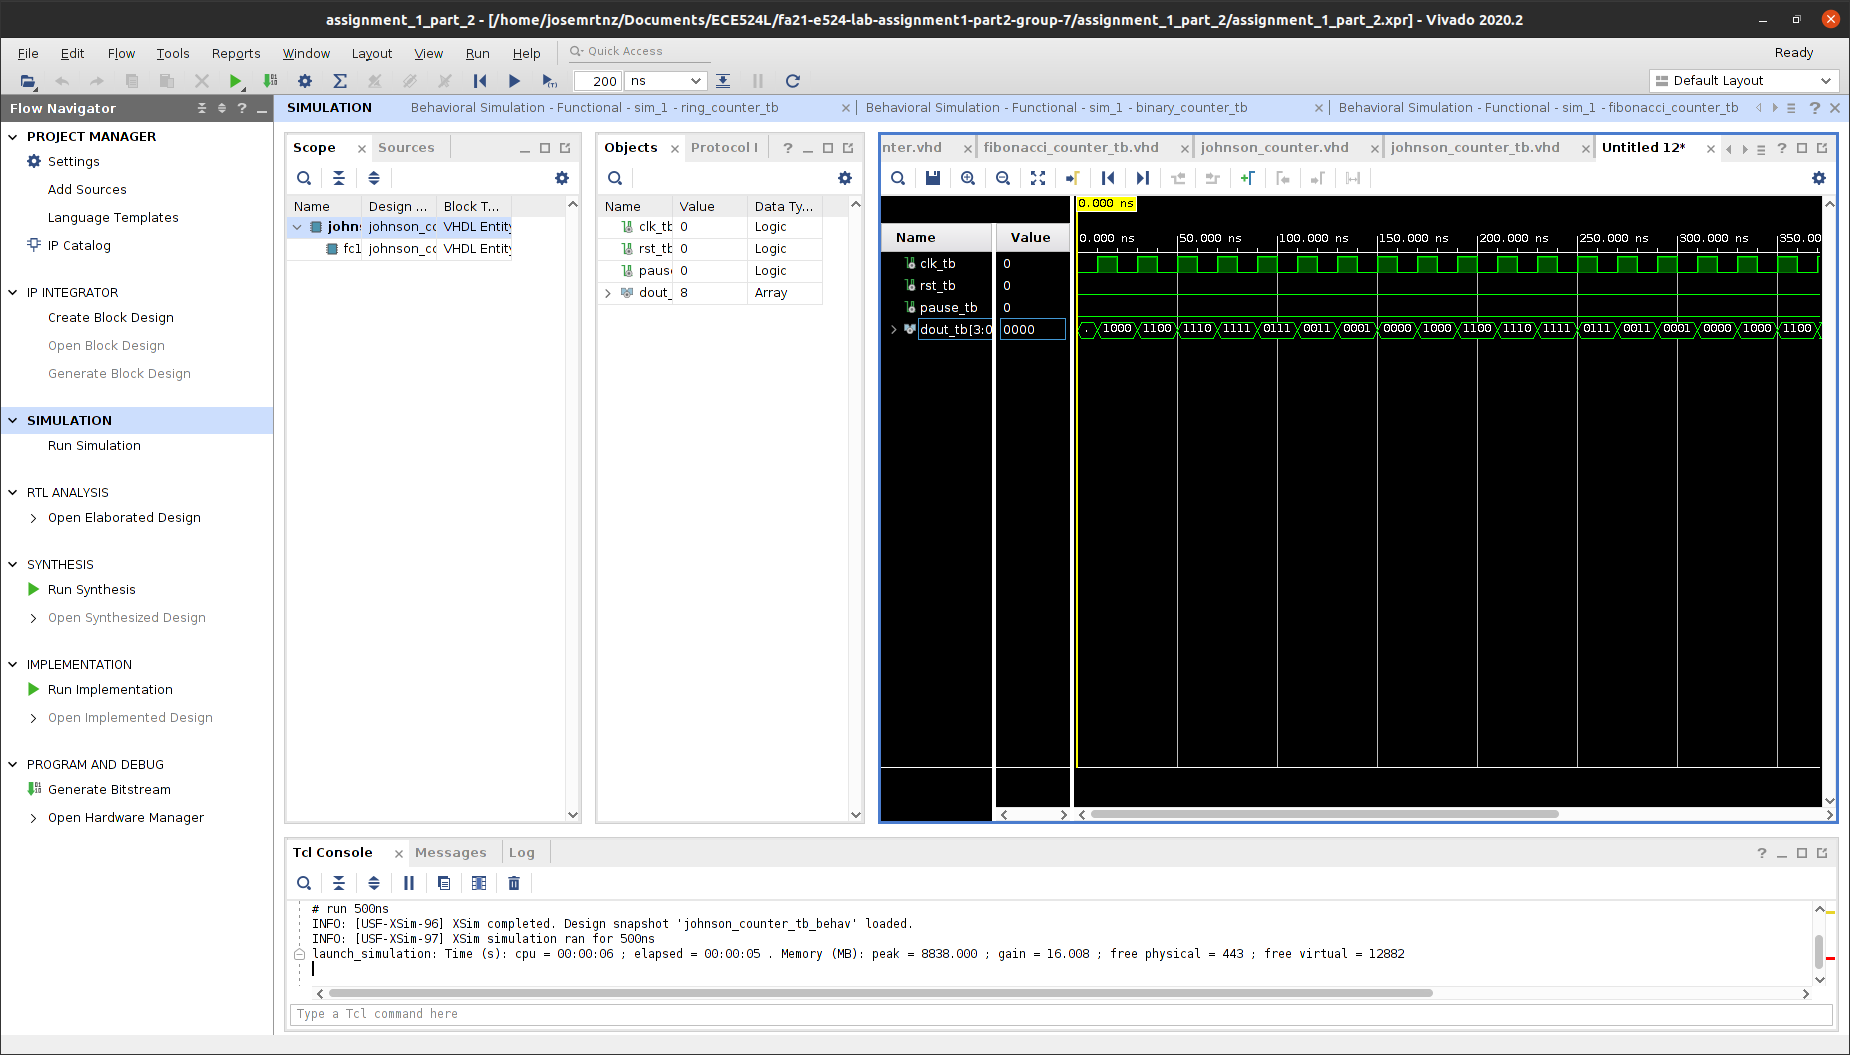 assignment_1_part_2 - [/home/josemrtnz/Documents/ECE524L/fa21-e524-lab-assignment1-part2-group-7/assignment_1_part_2/assignment_1_part_2.xpr] - Vivado 2020.2
File Edit Flow Tools Reports Window Layout View Run Help Quick Access Ready
200 ns Default Layout
Flow Navigator
SIMULATION Behavioral Simulation - Functional - sim_1 - ring_counter_tb Behavioral Simulation - Functional - sim_1 - binary_counter_tb Behavioral Simulation - Functional - sim_1 - fibonacci_counter_tb
PROJECT MANAGER
Settings
Add Sources
Language Templates
IP Catalog
IP INTEGRATOR
Create Block Design
Open Block Design
Generate Block Design
SIMULATION
Run Simulation
RTL ANALYSIS
Open Elaborated Design
SYNTHESIS
Run Synthesis
Open Synthesized Design
IMPLEMENTATION
Run Implementation
Open Implemented Design
PROGRAM AND DEBUG
Generate Bitstream
Open Hardware Manager
Scope Sources
Name Design ... Block T...
john: johnson_cc VHDL Entity
fc1 johnson_cc VHDL Entity
Objects Protocol I
Name Value Data Ty...
clk_tb 0 Logic
rst_tb 0 Logic
paus 0 Logic
dout_ 8 Array
nter.vhd fibonacci_counter_tb.vhd johnson_counter.vhd johnson_counter_tb.vhd Untitled 12*
0.000 ns
Name Value
0.000 ns 50.000 ns 100.000 ns 150.000 ns 200.000 ns 250.000 ns 300.000 ns 350.00
clk_tb 0
rst_tb 0
pause_tb 0
dout_tb[3:0 0000 . 1000 1100 1110 1111 0111 0011 0001 0000 1000 1100 1110 1111 0111 0011 0001 0000 1000 1100
Tcl Console Messages Log
# run 500ns
INFO: [USF-XSim-96] XSim completed. Design snapshot 'johnson_counter_tb_behav' loaded.
INFO: [USF-XSim-97] XSim simulation ran for 500ns
launch_simulation: Time (s): cpu = 00:00:06 ; elapsed = 00:00:05 . Memory (MB): peak = 8838.000 ; gain = 16.008 ; free physical = 443 ; free virtual = 12882
Type a Tcl command here